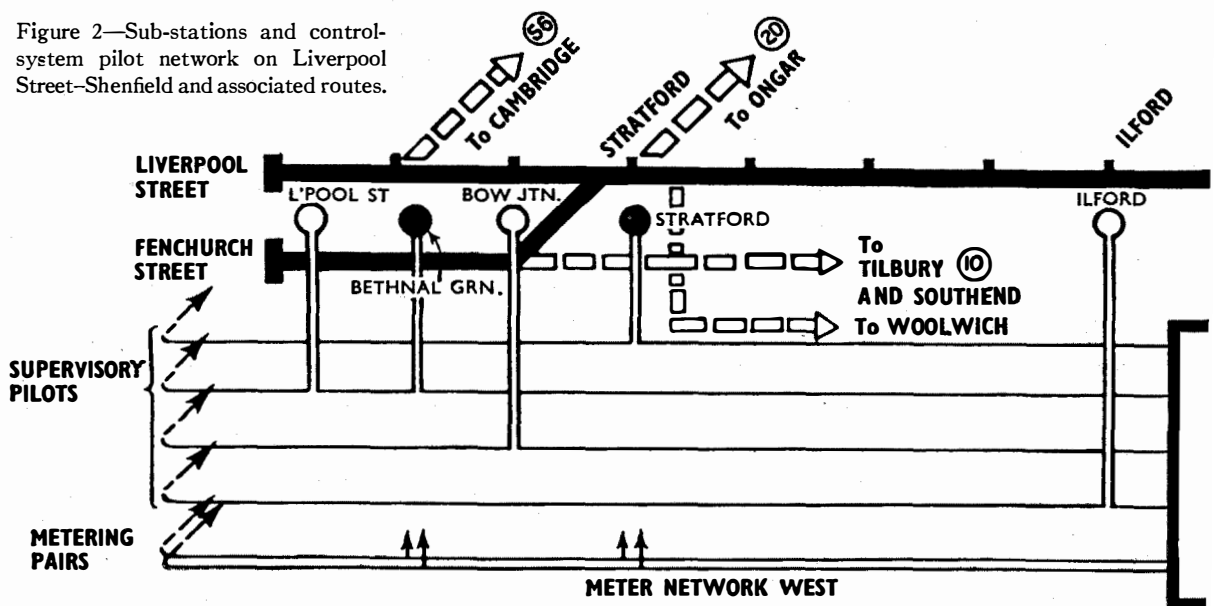 Figure 2—Sub-stations and control-
system pilot network on Liverpool
Street–Shenfield and associated routes.
56
To CAMBRIDGE
20
To ONGAR
STRATFORD
ILFORD
LIVERPOOL
STREET
L'POOL ST
BOW JTN.
STRATFORD
ILFORD
FENCHURCH
STREET
BETHNAL GRN.
To
TILBURY 10
AND SOUTHEND
To WOOLWICH
SUPERVISORY
PILOTS
METERING
PAIRS
METER NETWORK WEST